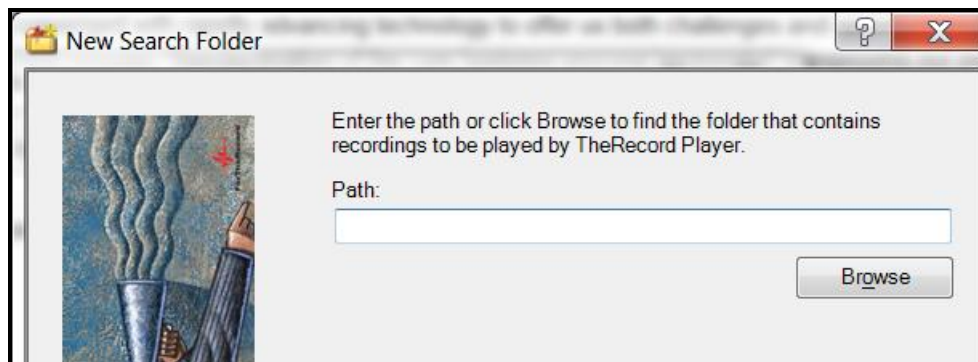 New Search Folder
Enter the path or click Browse to find the folder that contains
recordings to be played by TheRecord Player.
Path:
Browse